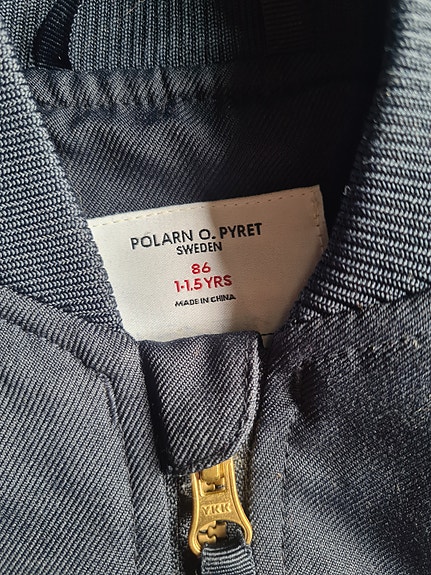 POLARN O. PYRET
SWEDEN
86
1-1.5 YRS
MADE IN CHINA
YKK